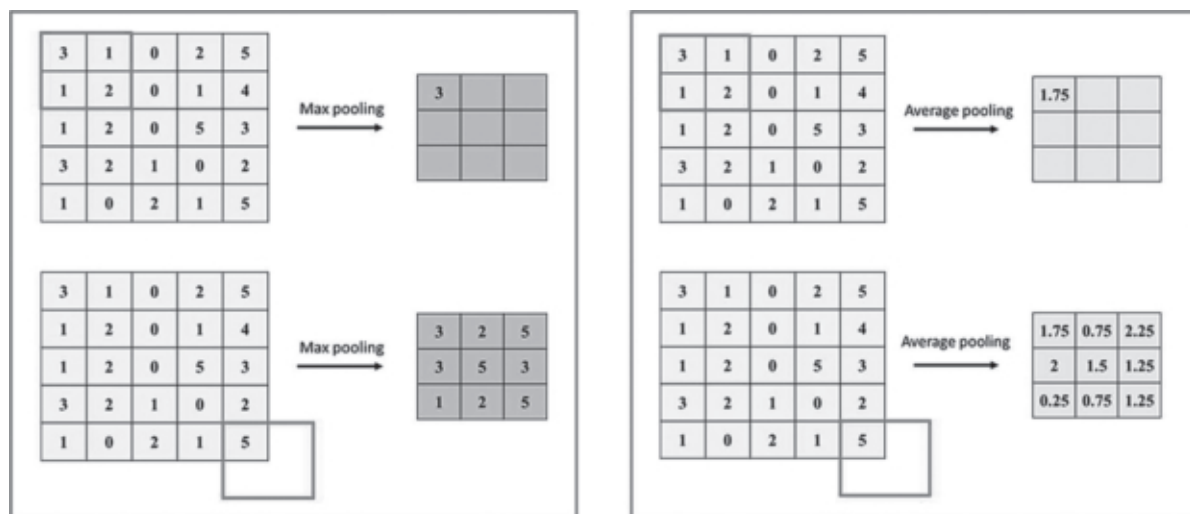 3 1 0 2 5
1 2 0 1 4
1 2 0 5 3
3 2 1 0 2
1 0 2 1 5
Max pooling
3
3 1 0 2 5
1 2 0 1 4
1 2 0 5 3
3 2 1 0 2
1 0 2 1 5
Max pooling
3 2 5
3 5 3
1 2 5
3 1 0 2 5
1 2 0 1 4
1 2 0 5 3
3 2 1 0 2
1 0 2 1 5
Average pooling
1.75
3 1 0 2 5
1 2 0 1 4
1 2 0 5 3
3 2 1 0 2
1 0 2 1 5
Average pooling
1.75 0.75 2.25
2 1.5 1.25
0.25 0.75 1.25